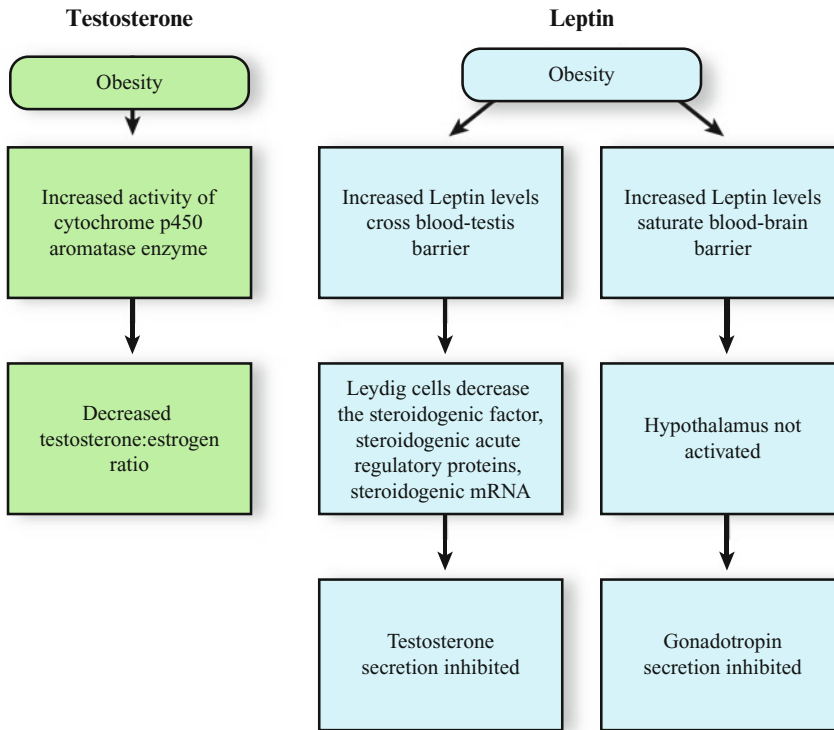 Testosterone
Obesity
Increased activity of
cytochrome p450
aromatase enzyme
Decreased
testosterone:estrogen
ratio
Leptin
Obesity
Increased Leptin levels
cross blood-testis
barrier
Leydig cells decrease
the steroidogenic factor,
steroidogenic acute
regulatory proteins,
steroidogenic mRNA
Testosterone
secretion inhibited
Increased Leptin levels
saturate blood-brain
barrier
Hypothalamus not
activated
Gonadotropin
secretion inhibited